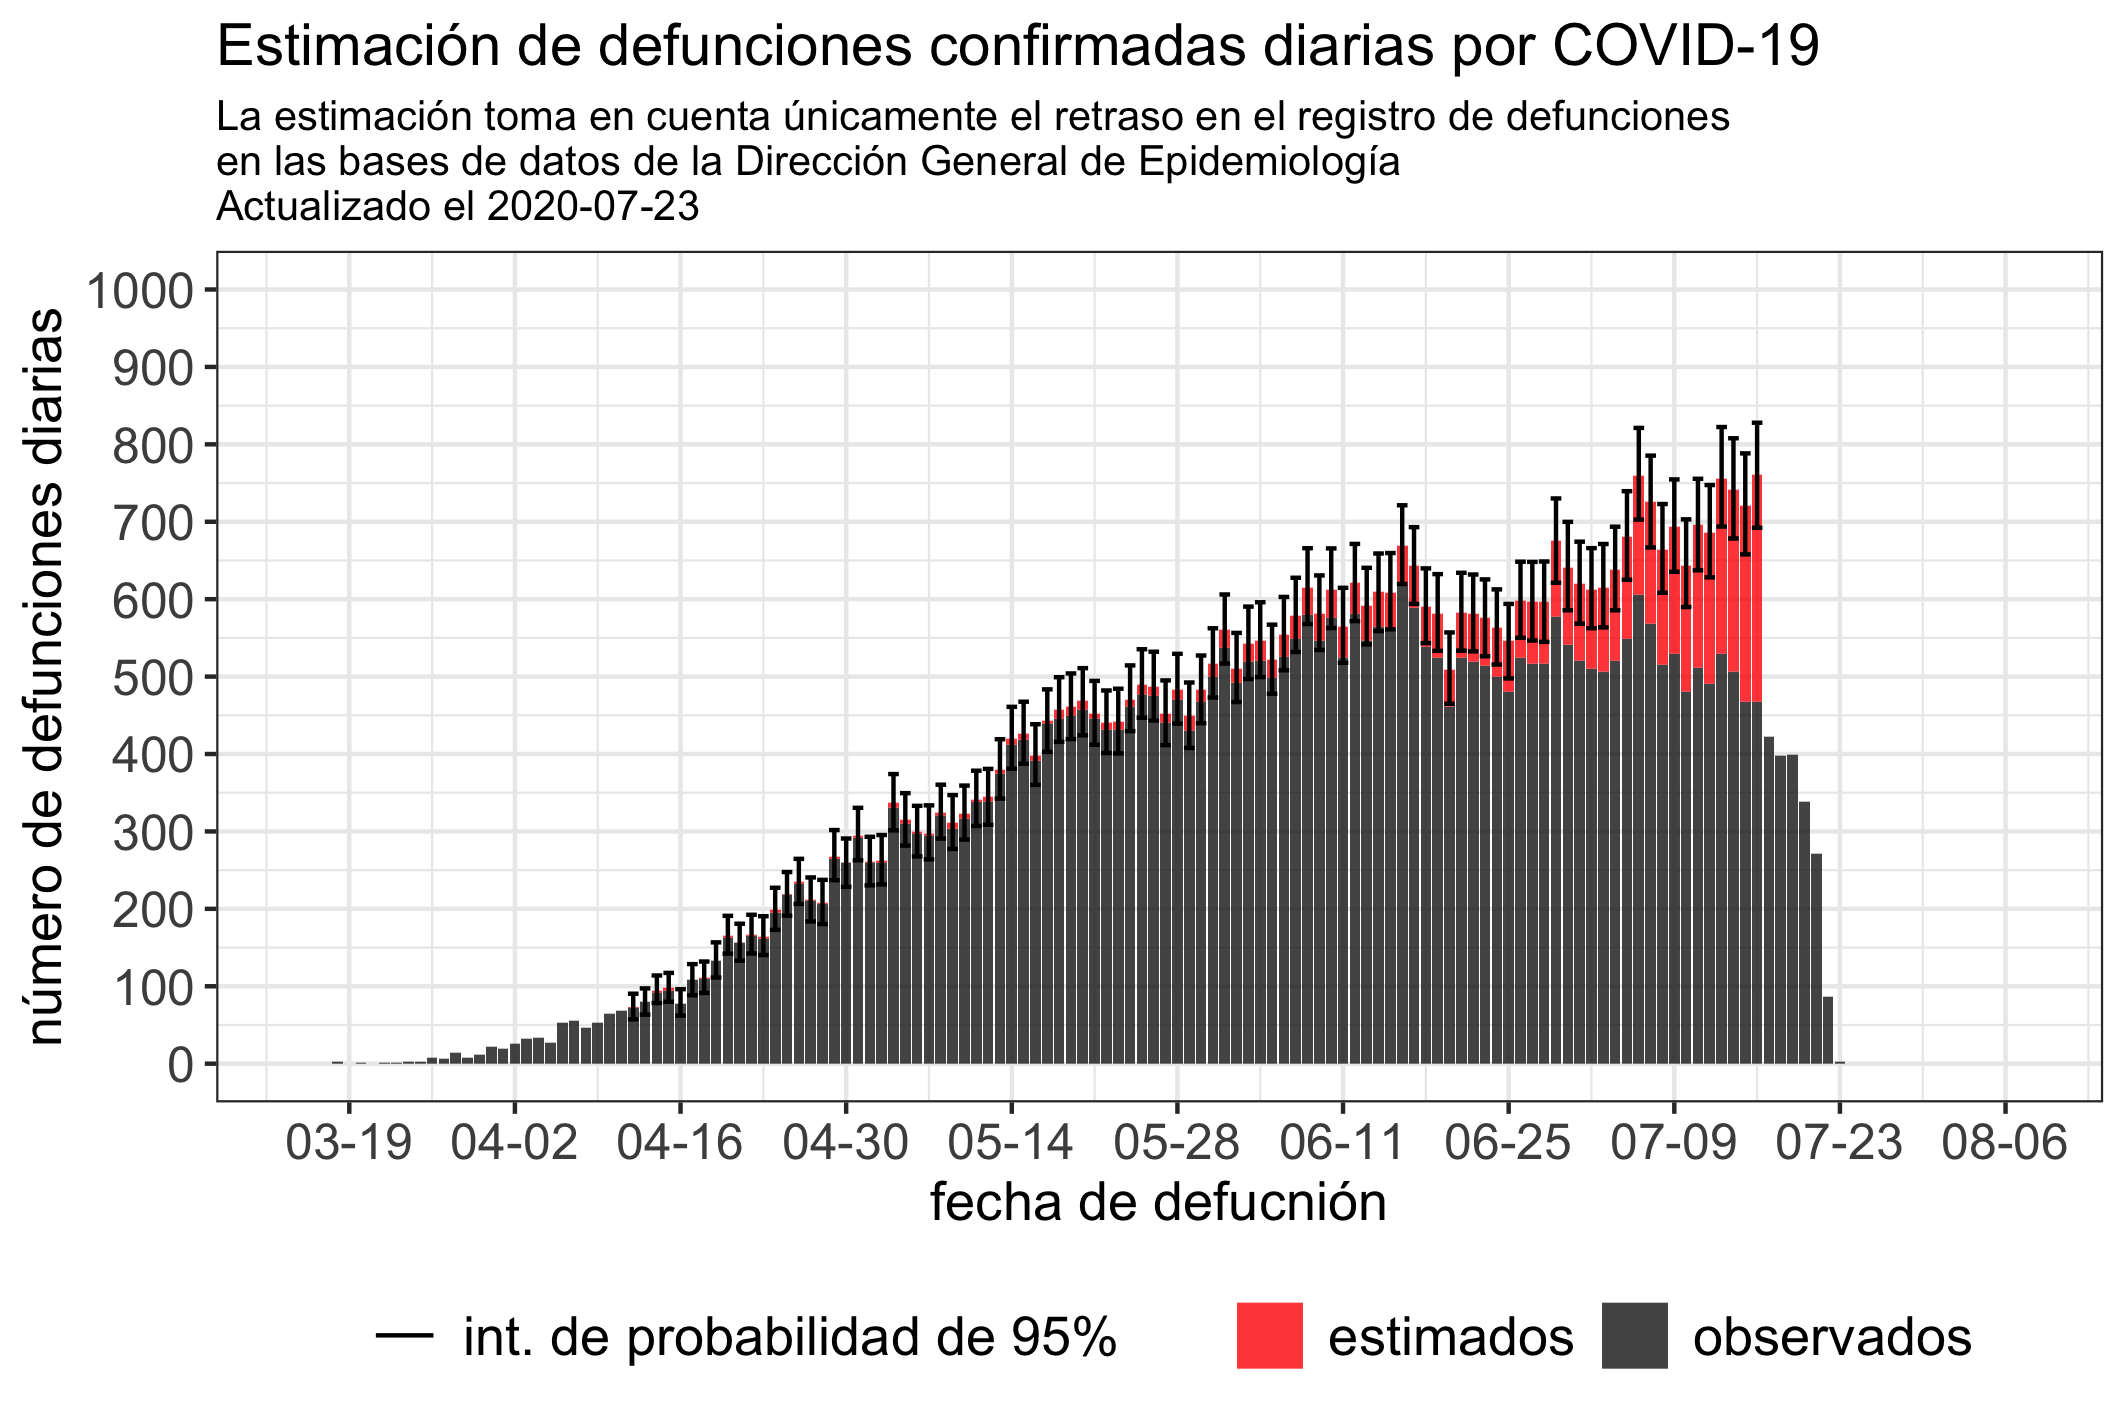 Estimación de defunciones confirmadas diarias por COVID-19
La estimación toma en cuenta únicamente el retraso en el registro de defunciones
en las bases de datos de la Dirección General de Epidemiología
Actualizado el 2020-07-23
número de defunciones diarias
1000
900
800
700
600
500
400
300
200
100
0
03-19 04-02 04-16 04-30 05-14 05-28 06-11 06-25 07-09 07-23 08-06
fecha de defucnión
int. de probabilidad de 95% estimados observados